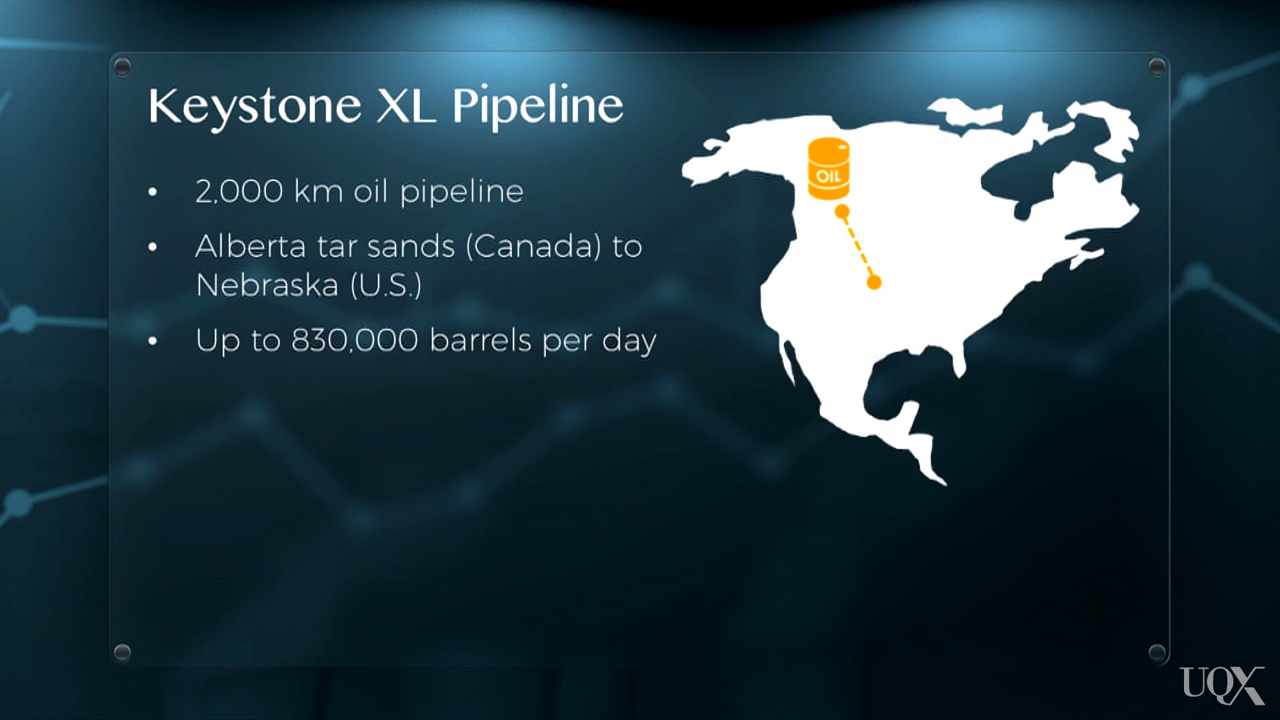 Keystone XL Pipeline
• 2,000 km oil pipeline
• Alberta tar sands (Canada) to
Nebraska (U.S.)
• Up to 830,000 barrels per day
OIL
UQX